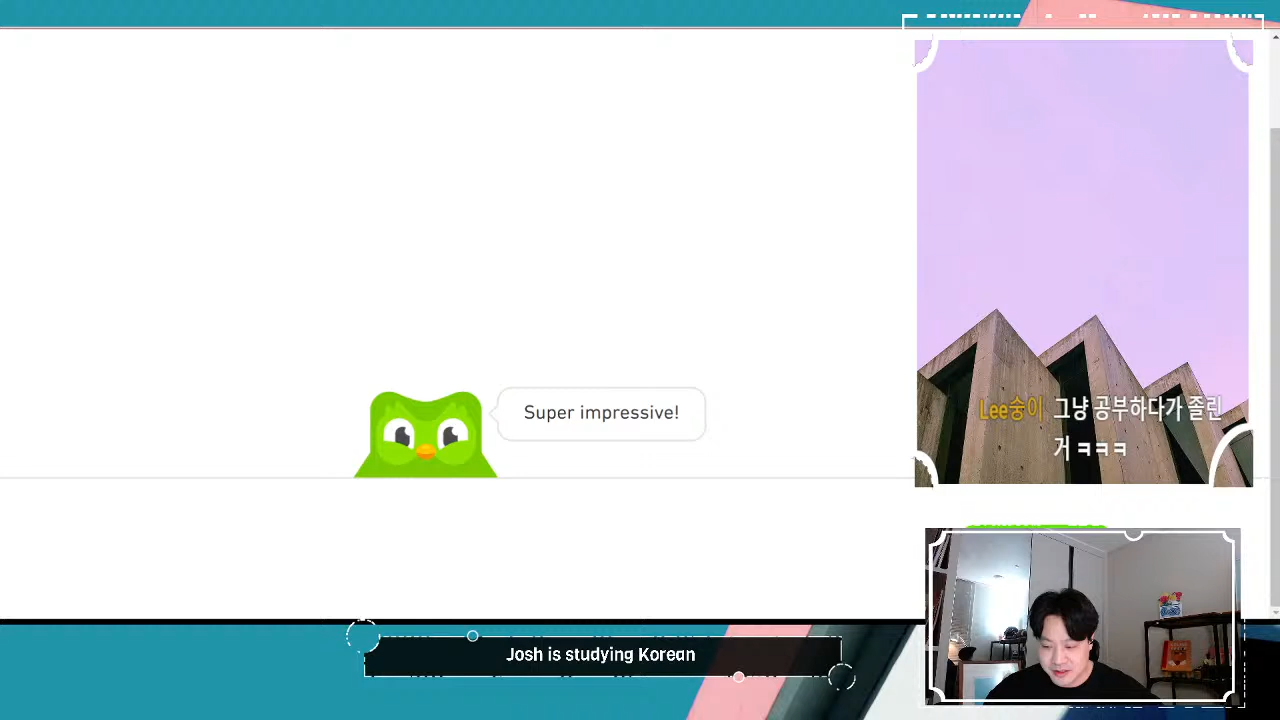 Super impressive!
Lee숭이 그냥 공부하다가 졸린
거 ㅋㅋㅋ
Josh is studying Korean